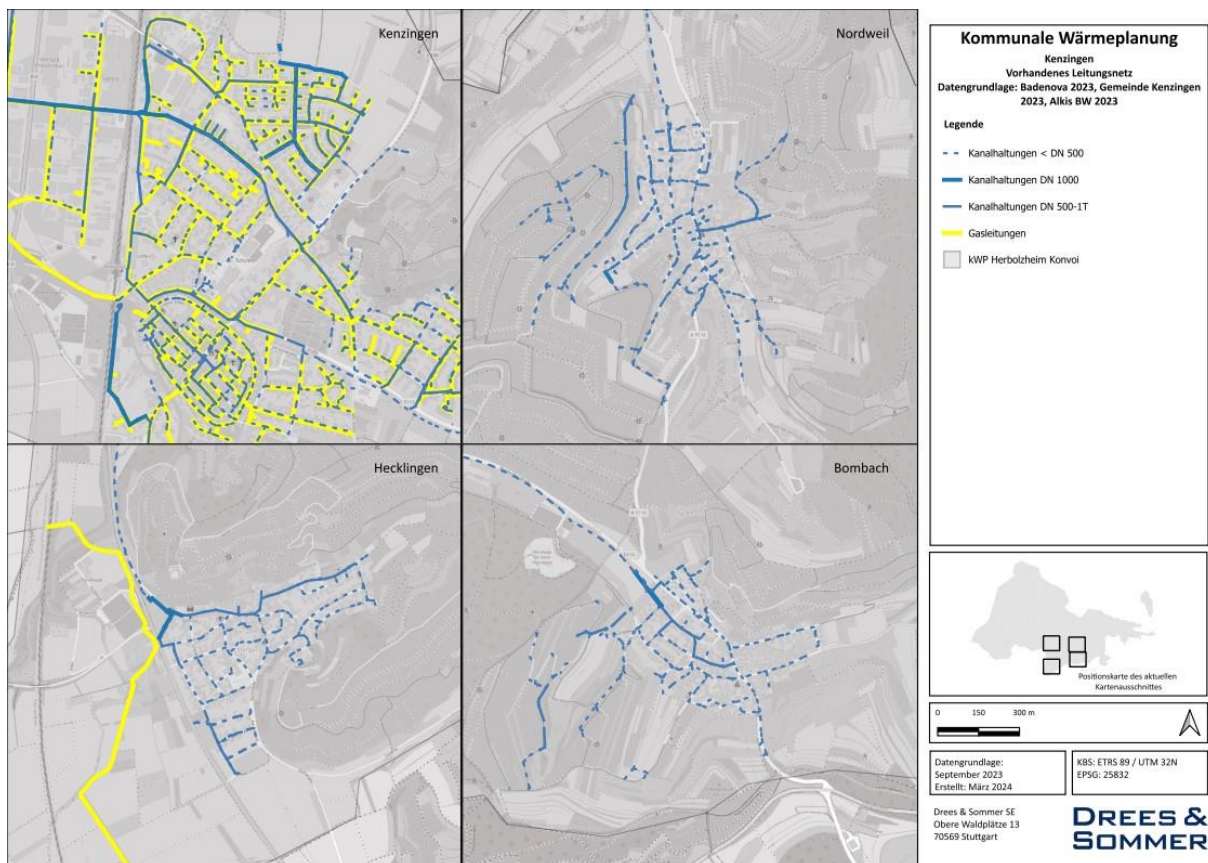 Kenzingen
Nordweil
Hecklingen
Bombach
Kommunale Wärmeplanung
Kenzingen
Vorhandenes Leitungsnetz
Datengrundlage: Badenova 2023, Gemeinde Kenzingen
2023, Alkis BW 2023
Legende
Kanalhaltungen < DN 500
Kanalhaltungen DN 1000
Kanalhaltungen DN 500-1T
Gasleitungen
kWP Herbolzheim Konvoi
Positionskarte des aktuellen
Kartenausschnittes
0 150 300 m
Datengrundlage:
September 2023
Erstellt: März 2024
KBS: ETRS 89 / UTM 32N
EPSG: 25832
Drees & Sommer SE
Obere Waldplätze 13
70569 Stuttgart
DREES &
SOMMER